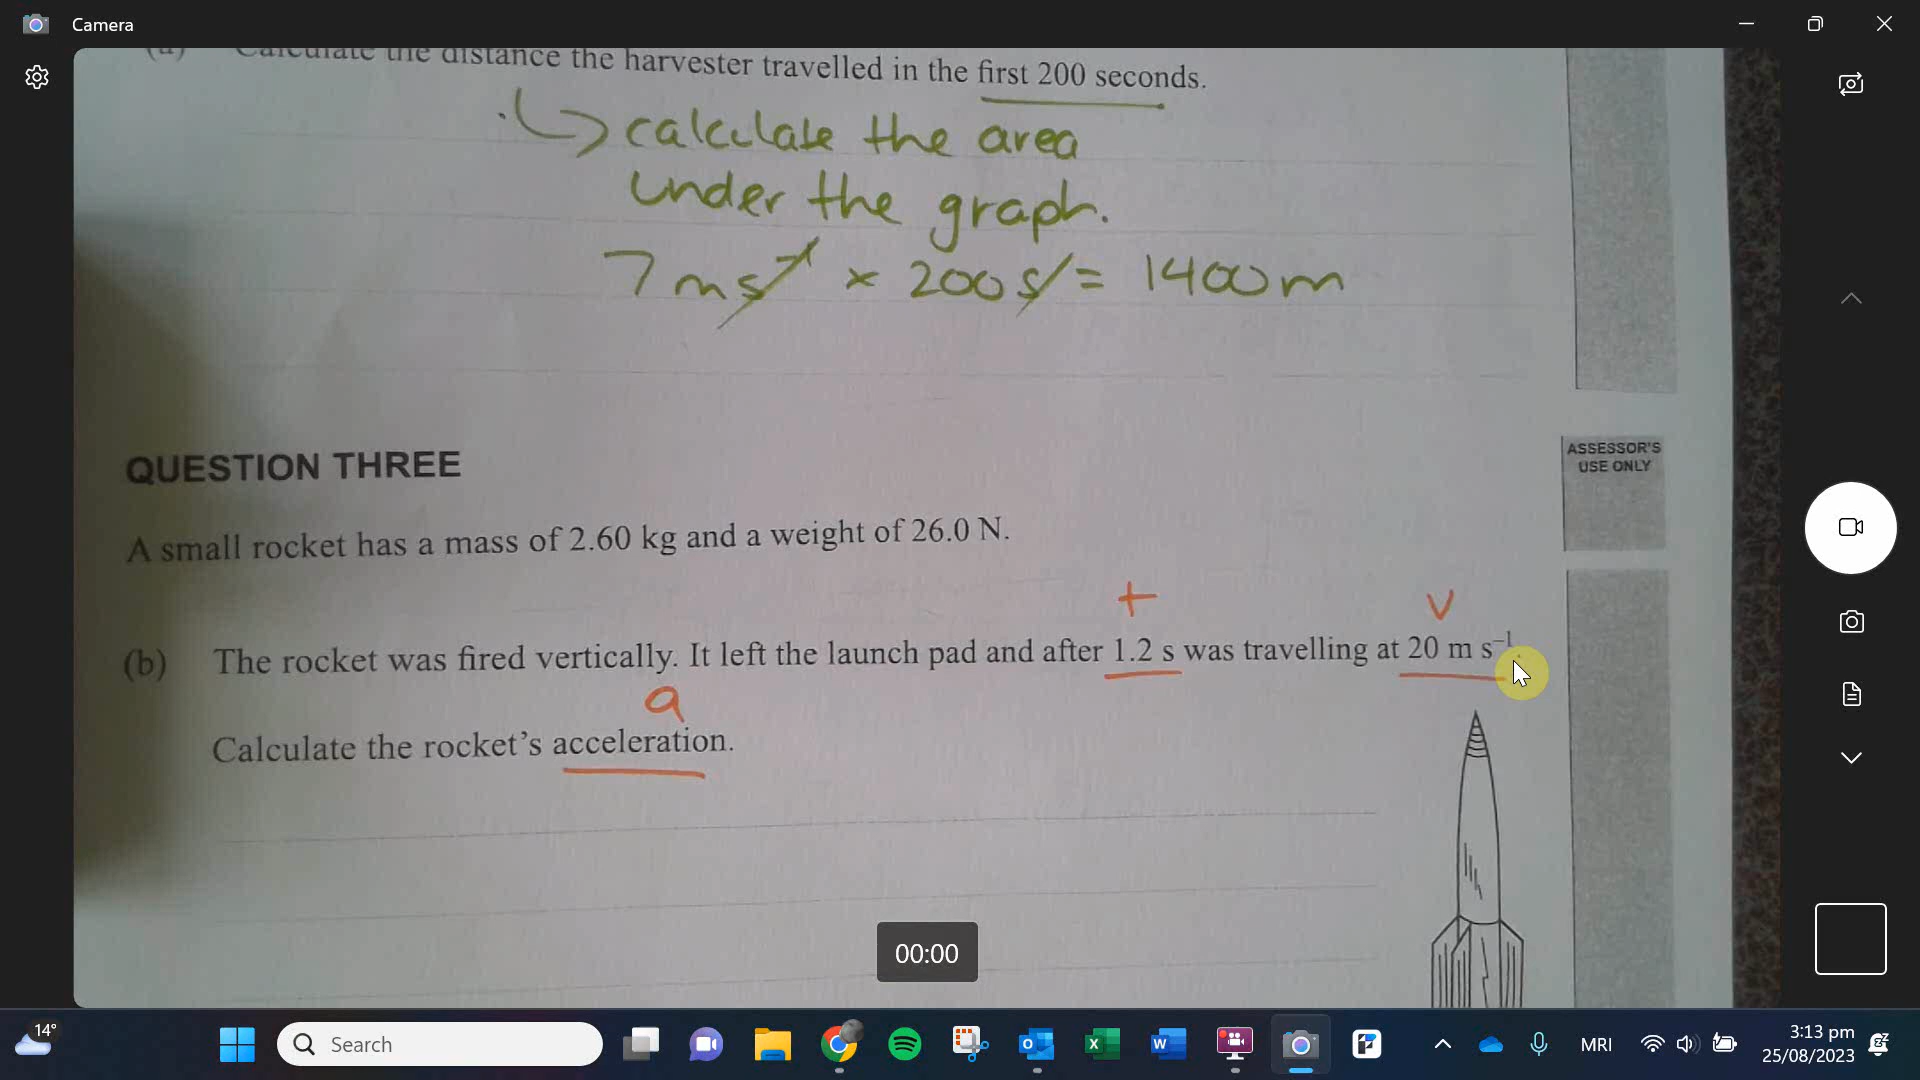 Camera
(a) Calculate the distance the harvester travelled in the first 200 seconds.
calculate the area
under the graph.
7 ms⁻¹ × 200 s = 1400 m
QUESTION THREE
ASSESSOR'S
USE ONLY
A small rocket has a mass of 2.60 kg and a weight of 26.0 N.
t v
(b) The rocket was fired vertically. It left the launch pad and after 1.2 s was travelling at 20 m s⁻¹.
a
Calculate the rocket's acceleration.
00:00
14°
Search
MRI
3:13 pm
25/08/2023